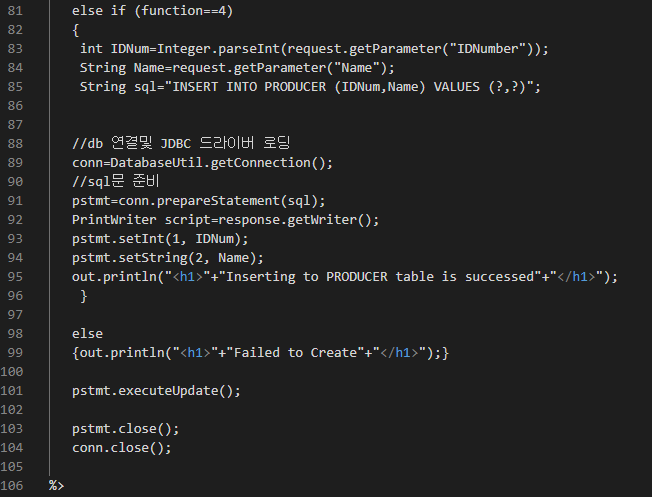 81 else if (function==4)
82 {
83 int IDNum=Integer.parseInt(request.getParameter("IDNumber"));
84 String Name=request.getParameter("Name");
85 String sql="INSERT INTO PRODUCER (IDNum,Name) VALUES (?,?)";
86
87
88 //db 연결및 JDBC 드라이버 로딩
89 conn=DatabaseUtil.getConnection();
90 //sql문 준비
91 pstmt=conn.prepareStatement(sql);
92 PrintWriter script=response.getWriter();
93 pstmt.setInt(1, IDNum);
94 pstmt.setString(2, Name);
95 out.println("<h1>"+"Inserting to PRODUCER table is successed"+"</h1>");
96 }
97
98 else
99 {out.println("<h1>"+"Failed to Create"+"</h1>");}
100
101 pstmt.executeUpdate();
102
103 pstmt.close();
104 conn.close();
105
106 %>